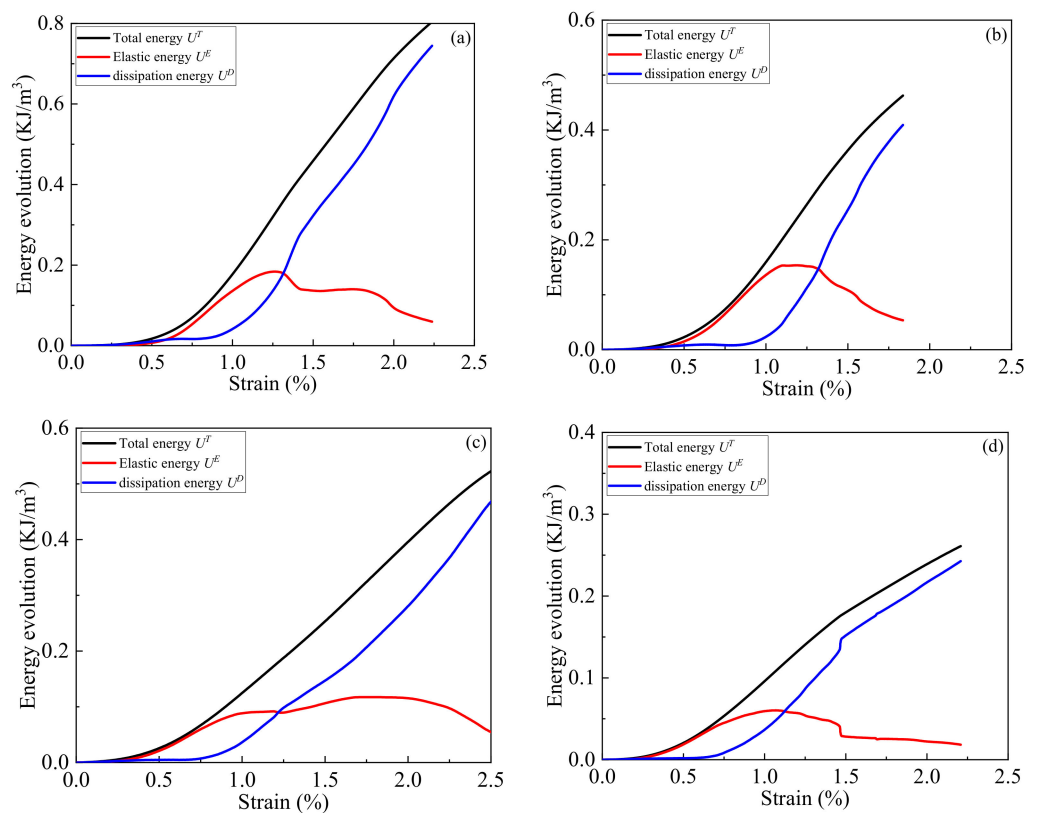 (a)
Total energy U^T
Elastic energy U^E
dissipation energy U^D
Energy evolution (KJ/m³)
0.8
0.6
0.4
0.2
0.0
0.0 0.5 1.0 1.5 2.0 2.5
Strain (%)
(b)
Total energy U^T
Elastic energy U^E
dissipation energy U^D
Energy evolution (KJ/m³)
0.6
0.4
0.2
0.0
0.0 0.5 1.0 1.5 2.0 2.5
Strain (%)
(c)
Total energy U^T
Elastic energy U^E
dissipation energy U^D
Energy evolution (KJ/m³)
0.6
0.4
0.2
0.0
0.0 0.5 1.0 1.5 2.0 2.5
Strain (%)
(d)
Total energy U^T
Elastic energy U^E
dissipation energy U^D
Energy evolution (KJ/m³)
0.4
0.3
0.2
0.1
0.0
0.0 0.5 1.0 1.5 2.0 2.5
Strain (%)